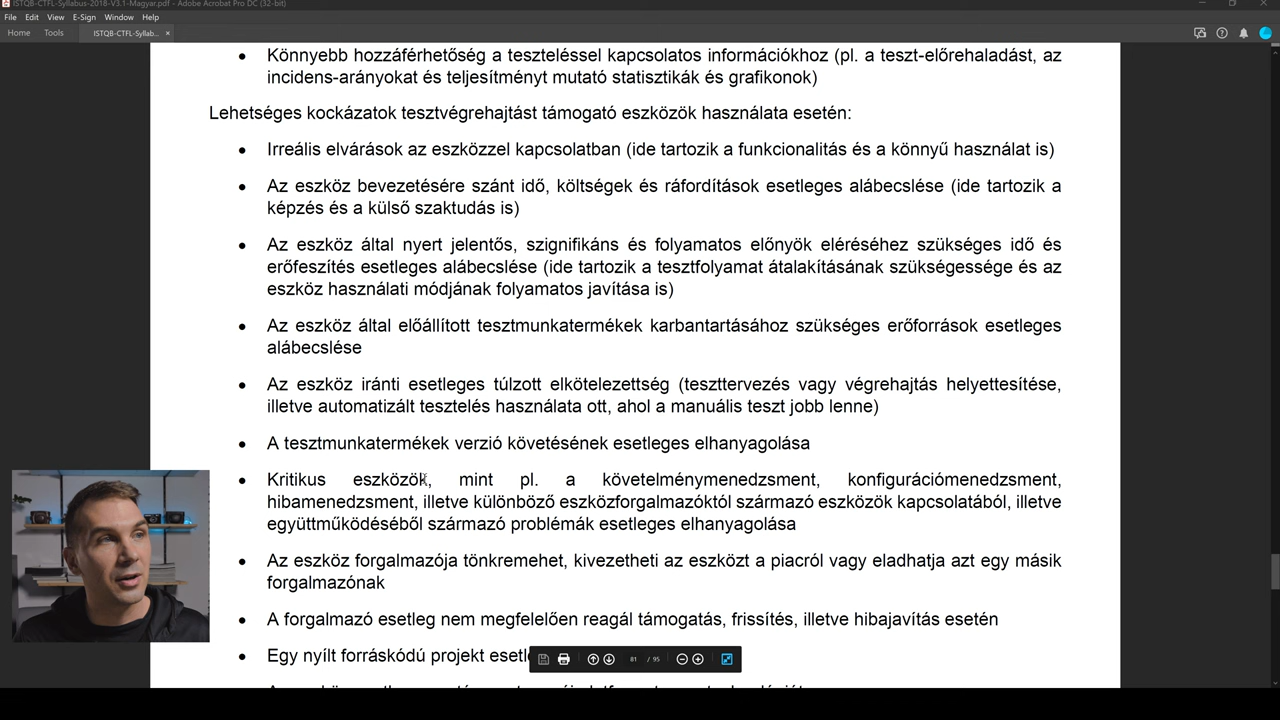 ISTQB-CTFL-Syllabus-2018-V3.1-Magyar.pdf - Adobe Acrobat Pro DC (32-bit)
File Edit View E-Sign Window Help
Home Tools ISTQB-CTFL-Syllab... ×
• Könnyebb hozzáférhetőség a teszteléssel kapcsolatos információkhoz (pl. a teszt-előrehaladást, az
incidens-arányokat és teljesítményt mutató statisztikák és grafikonok)
Lehetséges kockázatok tesztvégrehajtást támogató eszközök használata esetén:
• Irreális elvárások az eszközzel kapcsolatban (ide tartozik a funkcionalitás és a könnyű használat is)
• Az eszköz bevezetésére szánt idő, költségek és ráfordítások esetleges alábecslése (ide tartozik a
képzés és a külső szaktudás is)
• Az eszköz által nyert jelentős, szignifikáns és folyamatos előnyök eléréséhez szükséges idő és
erőfeszítés esetleges alábecslése (ide tartozik a tesztfolyamat átalakításának szükségessége és az
eszköz használati módjának folyamatos javítása is)
• Az eszköz által előállított tesztmunkatermékek karbantartásához szükséges erőforrások esetleges
alábecslése
• Az eszköz iránti esetleges túlzott elkötelezettség (teszttervezés vagy végrehajtás helyettesítése,
illetve automatizált tesztelés használata ott, ahol a manuális teszt jobb lenne)
• A tesztmunkatermékek verzió követésének esetleges elhanyagolása
• Kritikus eszközök, mint pl. a követelménymenedzsment, konfigurációmenedzsment,
hibamenedzsment, illetve különböző eszközforgalmazóktól származó eszközök kapcsolatából, illetve
együttműködéséből származó problémák esetleges elhanyagolása
• Az eszköz forgalmazója tönkremehet, kivezetheti az eszközt a piacról vagy eladhatja azt egy másik
forgalmazónak
• A forgalmazó esetleg nem megfelelően reagál támogatás, frissítés, illetve hibajavítás esetén
• Egy nyílt forráskódú projekt
81 / 95